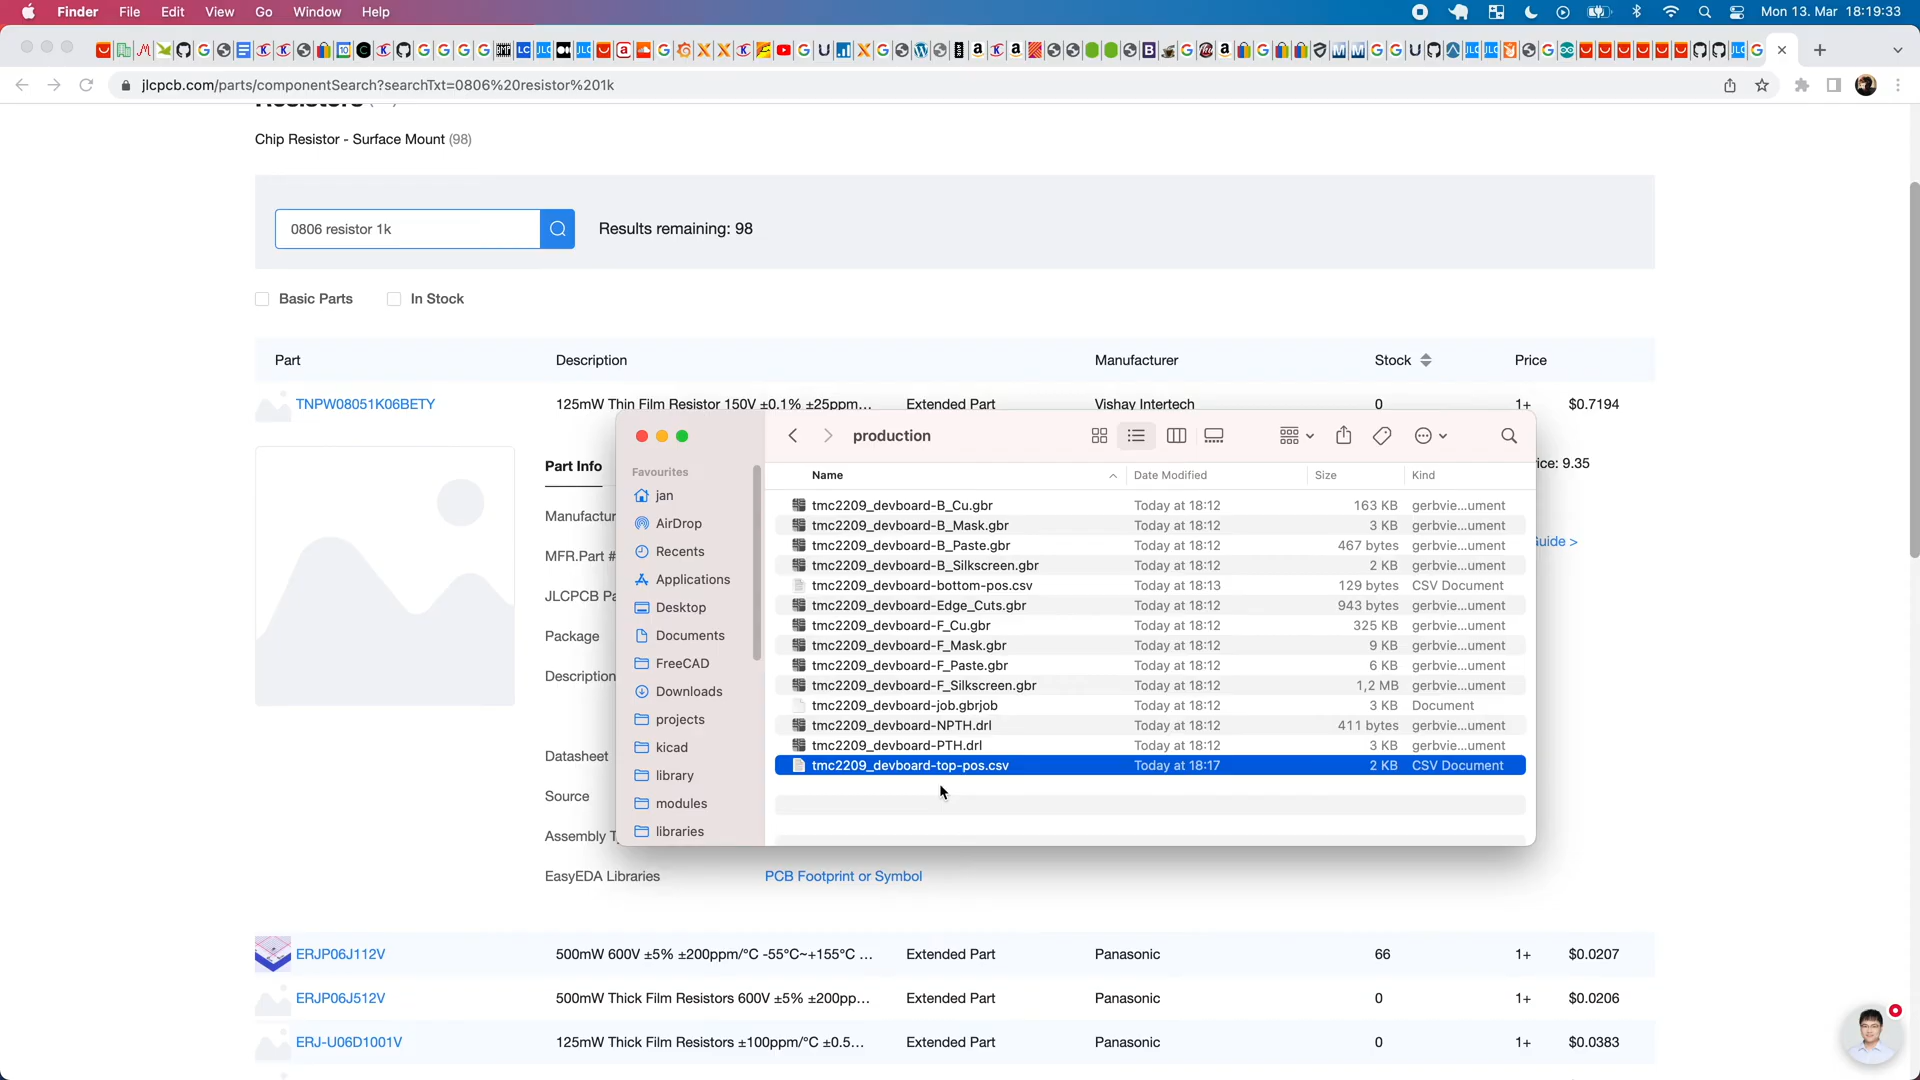 Finder File Edit View Go Window Help
Mon 13. Mar 18:19:33
jlcpcb.com/parts/componentSearch?searchTxt=0806%20resistor%201k
Chip Resistor - Surface Mount (98)
0806 resistor 1k
Results remaining: 98
Basic Parts In Stock
Part Description Manufacturer Stock Price
TNPW08051K06BETY 125mW Thin Film Resistor 150V ±0.1% ±25ppm... Extended Part Vishay Intertech 0 1+ $0.7194
Part Info
ice: 9.35
Manufactur
MFR.Part #
JLCPCB Pa
Package
Description
Datasheet
Source
Assembly T
EasyEDA Libraries PCB Footprint or Symbol
uide >
production
Favourites
jan
AirDrop
Recents
Applications
Desktop
Documents
FreeCAD
Downloads
projects
kicad
library
modules
libraries
Name Date Modified Size Kind
tmc2209_devboard-B_Cu.gbr Today at 18:12 163 KB gerbvie...ument
tmc2209_devboard-B_Mask.gbr Today at 18:12 3 KB gerbvie...ument
tmc2209_devboard-B_Paste.gbr Today at 18:12 467 bytes gerbvie...ument
tmc2209_devboard-B_Silkscreen.gbr Today at 18:12 2 KB gerbvie...ument
tmc2209_devboard-bottom-pos.csv Today at 18:13 129 bytes CSV Document
tmc2209_devboard-Edge_Cuts.gbr Today at 18:12 943 bytes gerbvie...ument
tmc2209_devboard-F_Cu.gbr Today at 18:12 325 KB gerbvie...ument
tmc2209_devboard-F_Mask.gbr Today at 18:12 9 KB gerbvie...ument
tmc2209_devboard-F_Paste.gbr Today at 18:12 6 KB gerbvie...ument
tmc2209_devboard-F_Silkscreen.gbr Today at 18:12 1,2 MB gerbvie...ument
tmc2209_devboard-job.gbrjob Today at 18:12 3 KB Document
tmc2209_devboard-NPTH.drl Today at 18:12 411 bytes gerbvie...ument
tmc2209_devboard-PTH.drl Today at 18:12 3 KB gerbvie...ument
tmc2209_devboard-top-pos.csv Today at 18:17 2 KB CSV Document
ERJP06J112V 500mW 600V ±5% ±200ppm/°C -55°C~+155°C ... Extended Part Panasonic 66 1+ $0.0207
ERJP06J512V 500mW Thick Film Resistors 600V ±5% ±200pp... Extended Part Panasonic 0 1+ $0.0206
ERJ-U06D1001V 125mW Thick Film Resistors ±100ppm/°C ±0.5... Extended Part Panasonic 0 1+ $0.0383